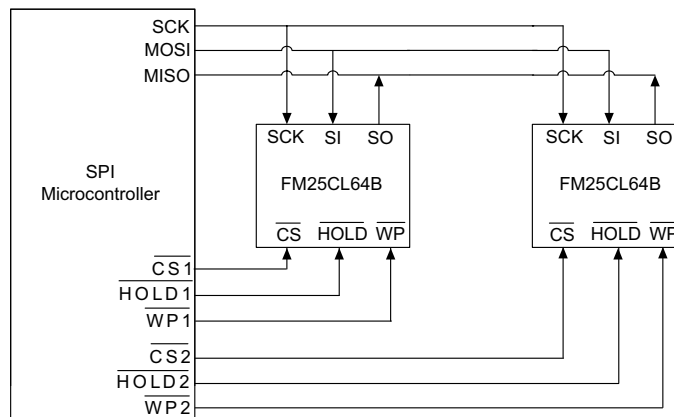 SCK
MOSI
MISO
SCK SI SO
SCK SI SO
SPI
Microcontroller
FM25CL64B
FM25CL64B
CS HOLD WP
CS HOLD WP
CS1
HOLD1
WP1
CS2
HOLD2
WP2